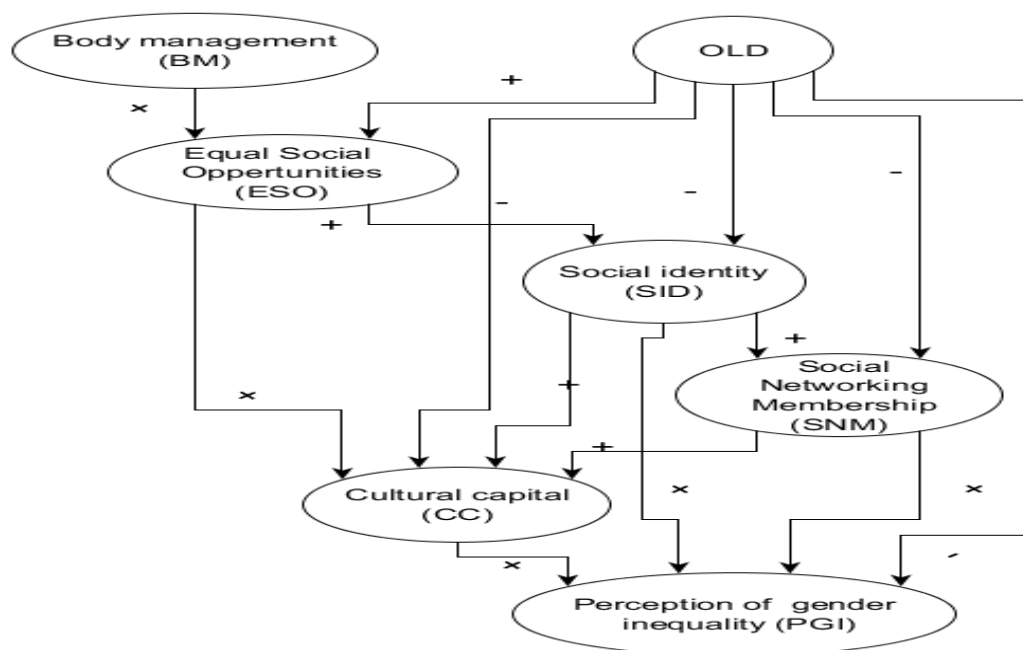 Body management
(BM)
OLD
+
×
Equal Social
Oppertunities
(ESO)
-
-
-
+
Social identity
(SID)
+
Social
Networking
Membership
(SNM)
+
×
+
Cultural capital
(CC)
×
×
-
×
Perception of gender
inequality (PGI)